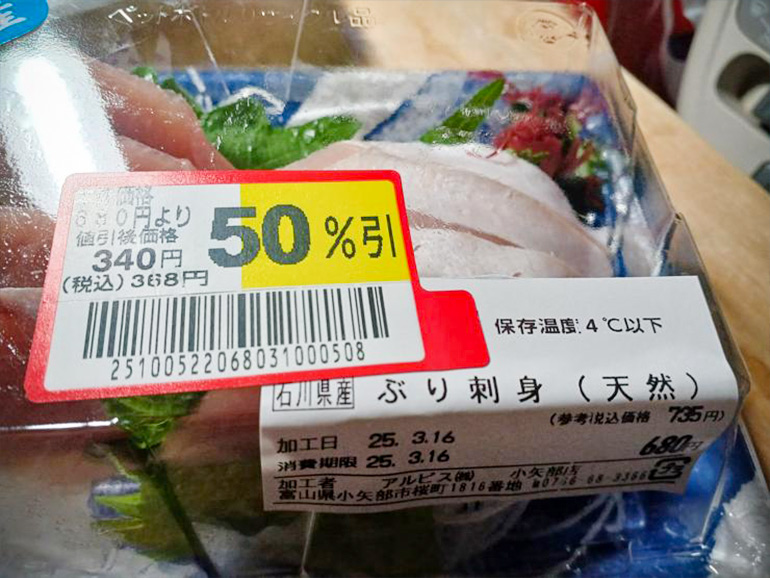 価格
680円より
値引後価格
340円
(税込)368円
50%引
2510052206803100​0508
保存温度:4℃以下
石川県産 ぶり刺身(天然)
(参考税込価格 735円)
加工日 25. 3.16
消費期限 25. 3.16
680円
加工者 アルビス㈱ 小矢部店
富山県小矢部市桜町1816番地 ☎0766-68-3366